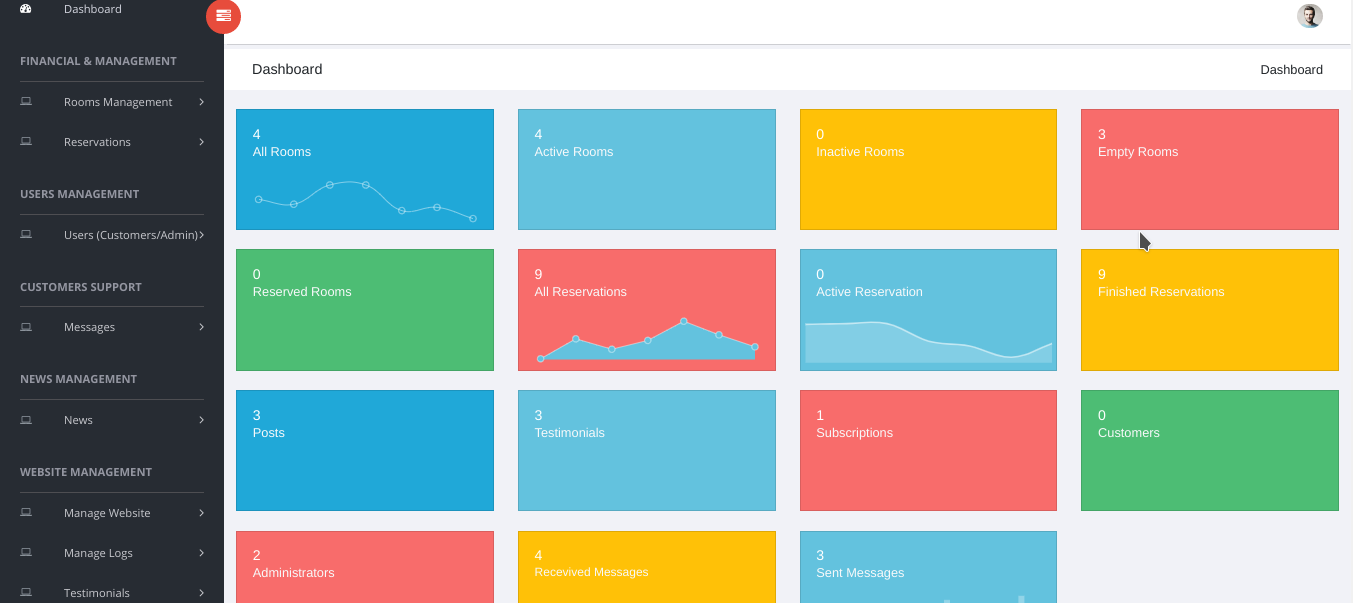 Dashboard
FINANCIAL & MANAGEMENT
Rooms Management
Reservations
USERS MANAGEMENT
Users (Customers/Admin)
CUSTOMERS SUPPORT
Messages
NEWS MANAGEMENT
News
WEBSITE MANAGEMENT
Manage Website
Manage Logs
Testimonials
Dashboard
Dashboard
4
All Rooms
4
Active Rooms
0
Inactive Rooms
3
Empty Rooms
0
Reserved Rooms
9
All Reservations
0
Active Reservation
9
Finished Reservations
3
Posts
3
Testimonials
1
Subscriptions
0
Customers
2
Administrators
4
Recevived Messages
3
Sent Messages